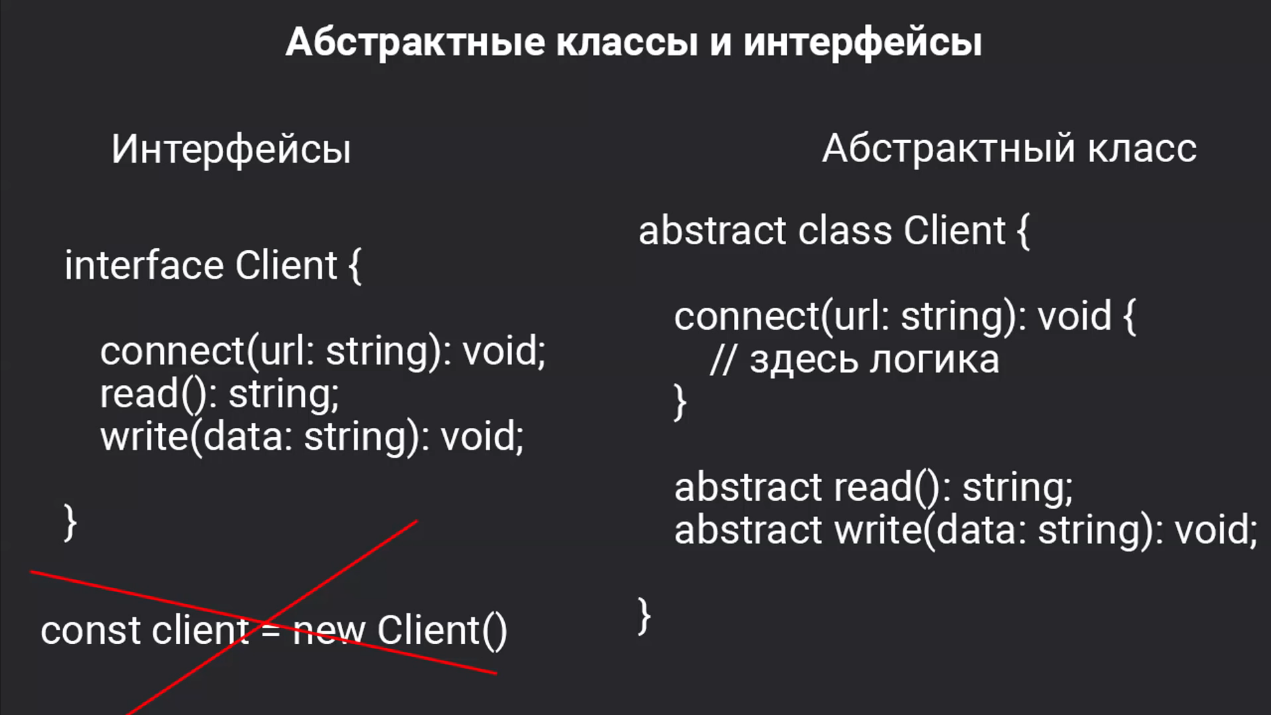 Абстрактные классы и интерфейсы
Интерфейсы
interface Client {
connect(url: string): void;
read(): string;
write(data: string): void;
}
const client = new Client()
Абстрактный класс
abstract class Client {
connect(url: string): void {
// здесь логика
}
abstract read(): string;
abstract write(data: string): void;
}